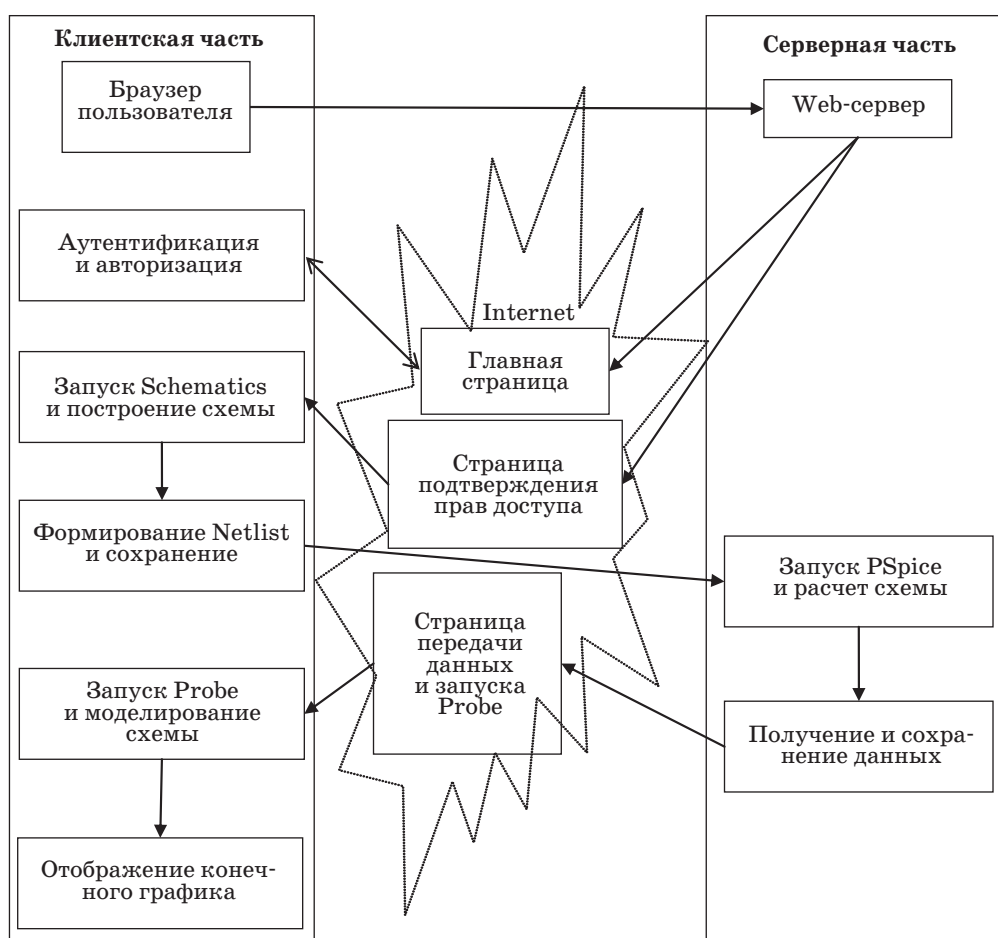 Клиентская часть
Браузер
пользователя
Аутентификация
и авторизация
Запуск Schematics
и построение схемы
Формирование Netlist
и сохранение
Запуск Probe
и моделирование
схемы
Отображение конеч-
ного графика
Internet
Главная
страница
Страница
подтверждения
прав доступа
Страница
передачи
данных
и запуска
Probe
Серверная часть
Web-сервер
Запуск PSpice
и расчет схемы
Получение и сохра-
нение данных